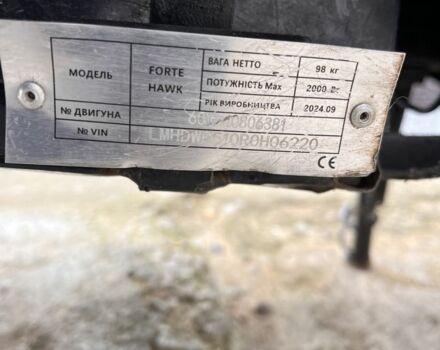 МОДЕЛЬ FORTE HAWK
ВАГА НЕТТО 98 кг
ПОТУЖНІСТЬ Max 2000 Вт
РІК ВИРОБНИЦТВА 2024.09
№ ДВИГУНА
№ VIN
CE